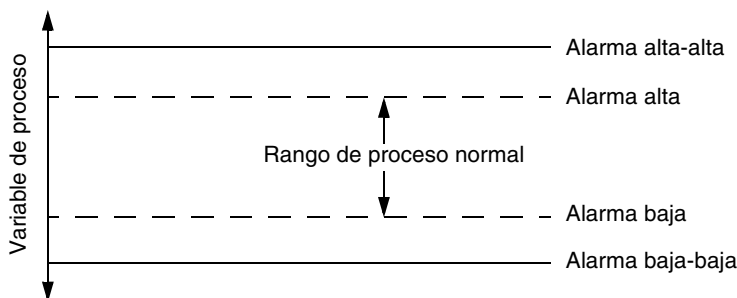 Variable de proceso
Alarma alta-alta
Alarma alta
Rango de proceso normal
Alarma baja
Alarma baja-baja